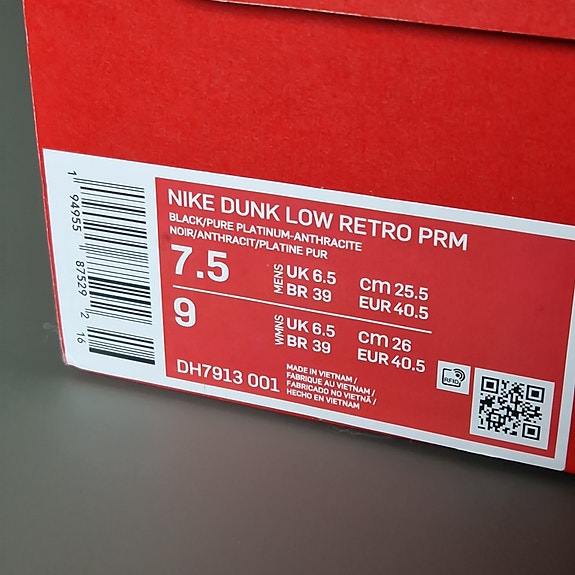 NIKE DUNK LOW RETRO PRM
BLACK/PURE PLATINUM-ANTHRACITE
NOIR/ANTHRACIT/PLATINE PUR
7.5 MENS UK 6.5 CM 25.5
BR 39 EUR 40.5
9 WMNS UK 6.5 CM 26
BR 39 EUR 40.5
DH7913 001
MADE IN VIETNAM /
FABRIQUE AU VIETNAM /
FABRICADO NO VIETNÃ /
HECHO EN VIETNAM
RFID
1 94955 87529 2 16